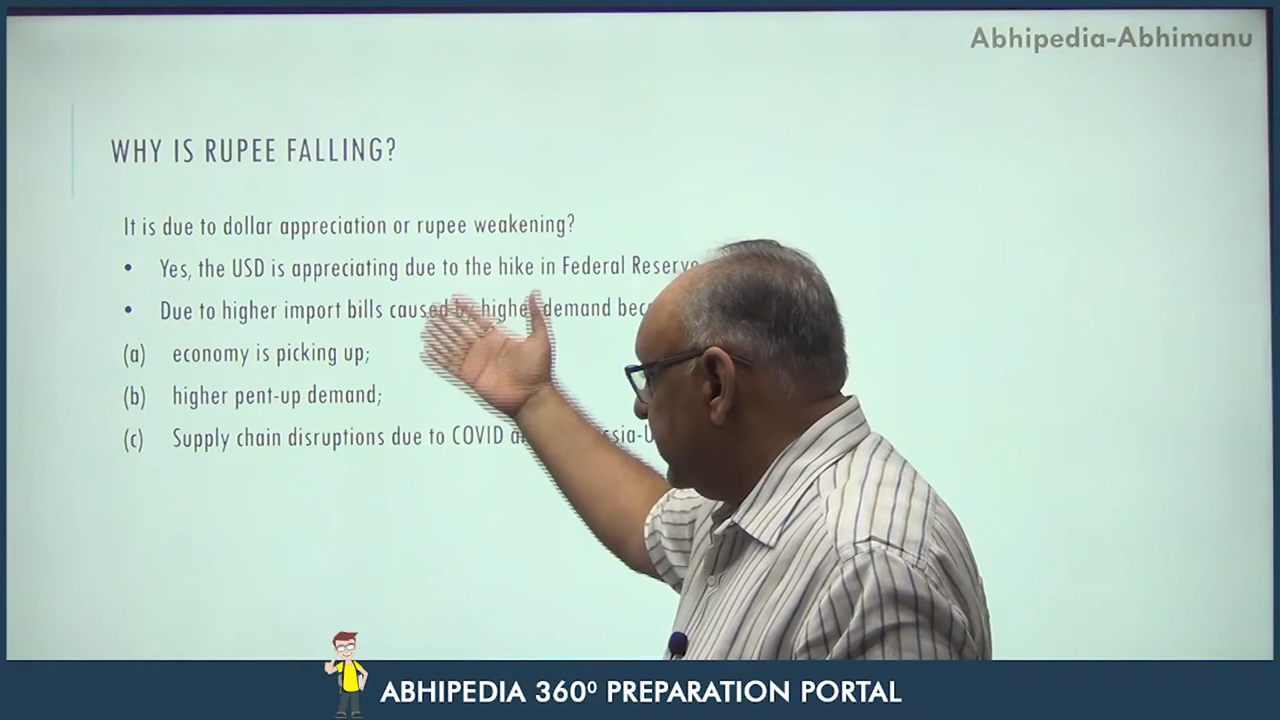 Abhipedia-Abhimanu
WHY IS RUPEE FALLING?
It is due to dollar appreciation or rupee weakening?
• Yes, the USD is appreciating due to the hike in Federal Reserve
• Due to higher import bills caused by higher demand
(a) economy is picking up;
(b) higher pent-up demand;
(c) Supply chain disruptions due to COVID
ABHIPEDIA 360⁰ PREPARATION PORTAL